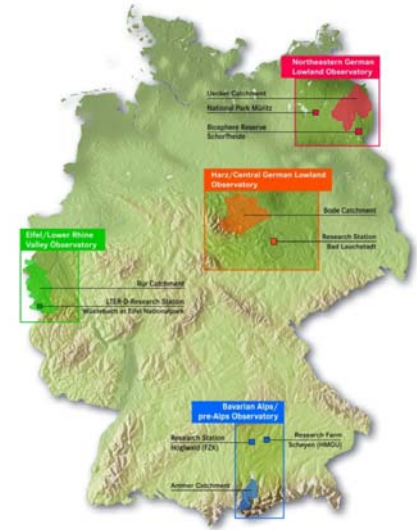 Northeastern German
Lowland Observatory
Uecker Catchment
National Park Müritz
Biosphere Reserve
Schorfheide
Harz/Central German Lowland
Observatory
Bode Catchment
Research Station
Bad Lauchstädt
Eifel/Lower Rhine
Valley Observatory
Rur Catchment
LTER-D-Research Station
Wüstebach at Eifel Nationalpark
Bavarian Alps/
pre-Alps Observatory
Research Station
Höglwald (FZK)
Research Farm
Scheyen (HMGU)
Ammer Catchment